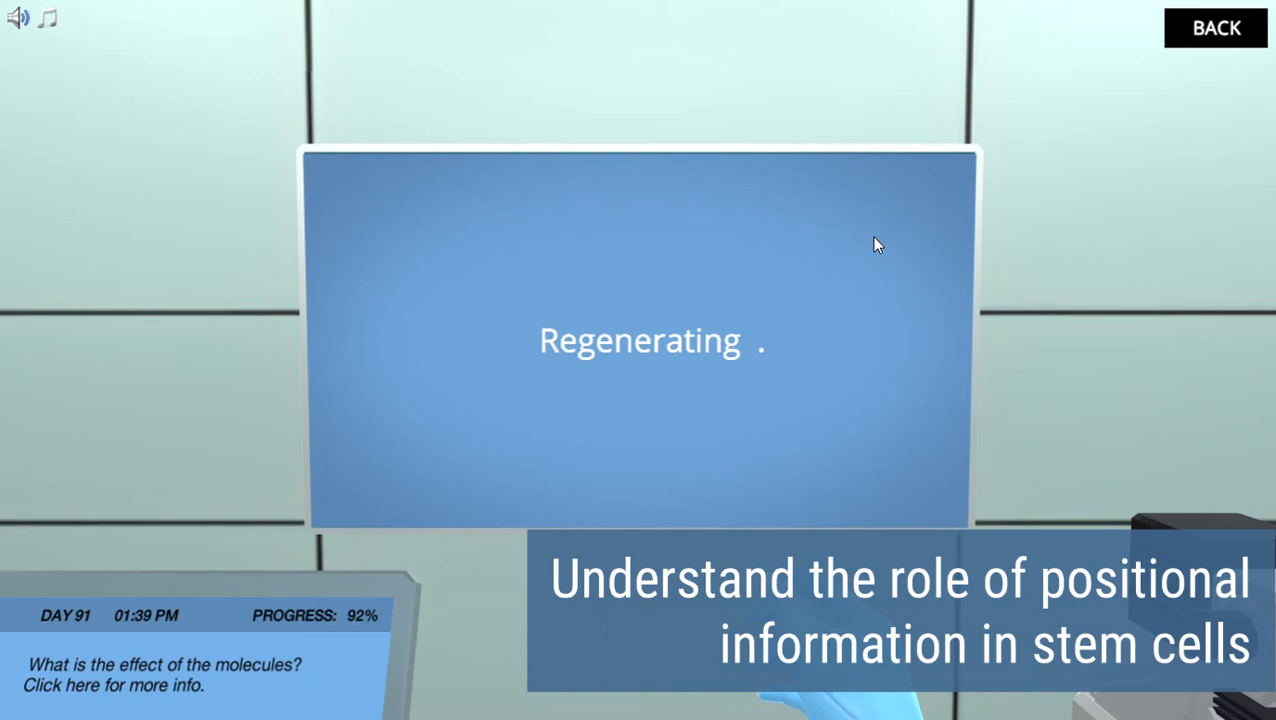 BACK
Regenerating .
Understand the role of positional
information in stem cells
DAY 91 01:39 PM PROGRESS: 92%
What is the effect of the molecules?
Click here for more info.